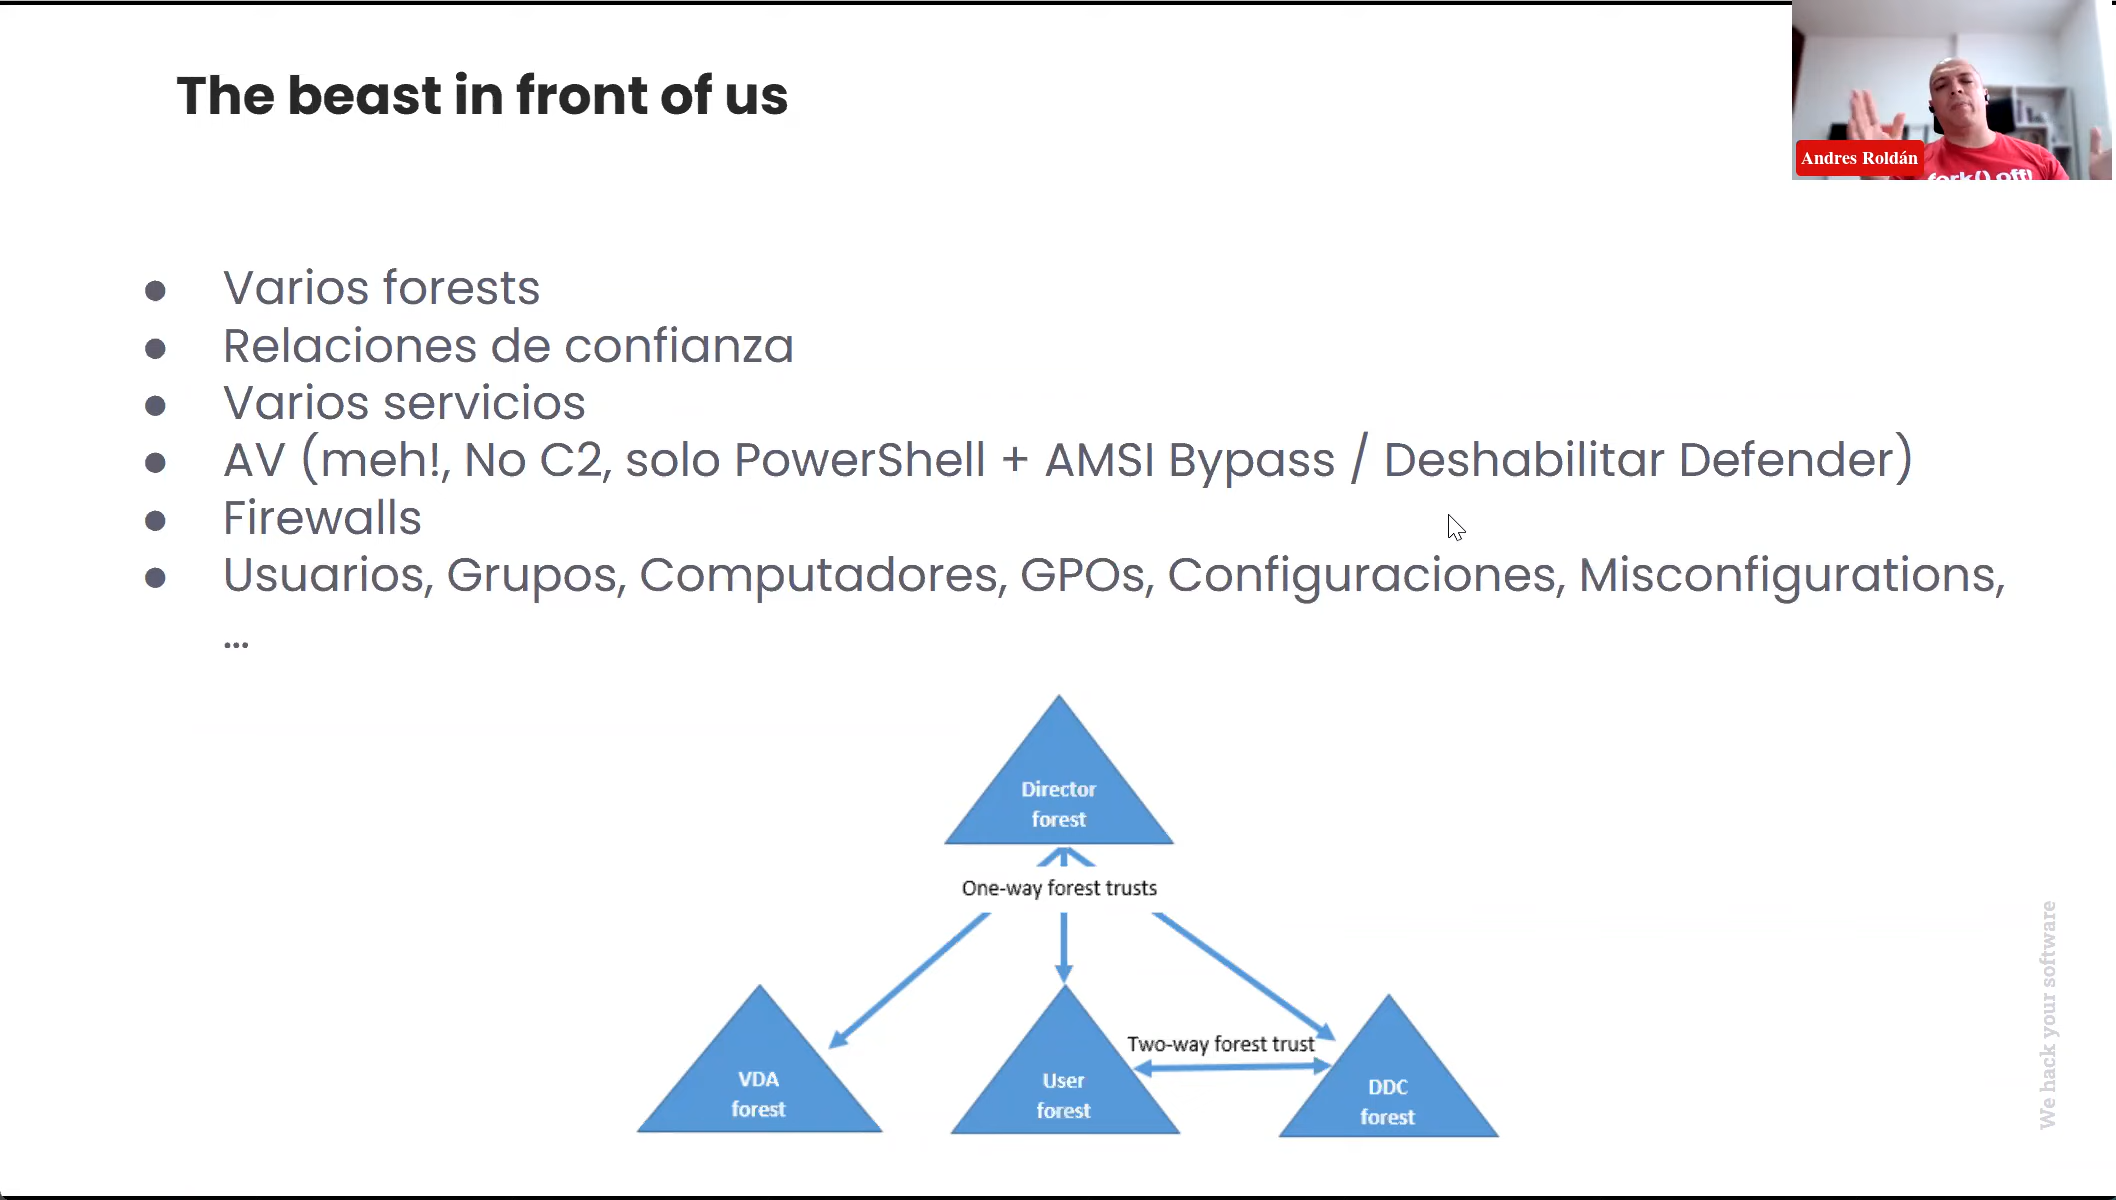 The beast in front of us
Andres Roldán
fork() off!
● Varios forests
● Relaciones de confianza
● Varios servicios
● AV (meh!, No C2, solo PowerShell + AMSI Bypass / Deshabilitar Defender)
● Firewalls
● Usuarios, Grupos, Computadores, GPOs, Configuraciones, Misconfigurations,
...
Director
forest
One-way forest trusts
Two-way forest trust
VDA
forest
User
forest
DDC
forest
We hack your software